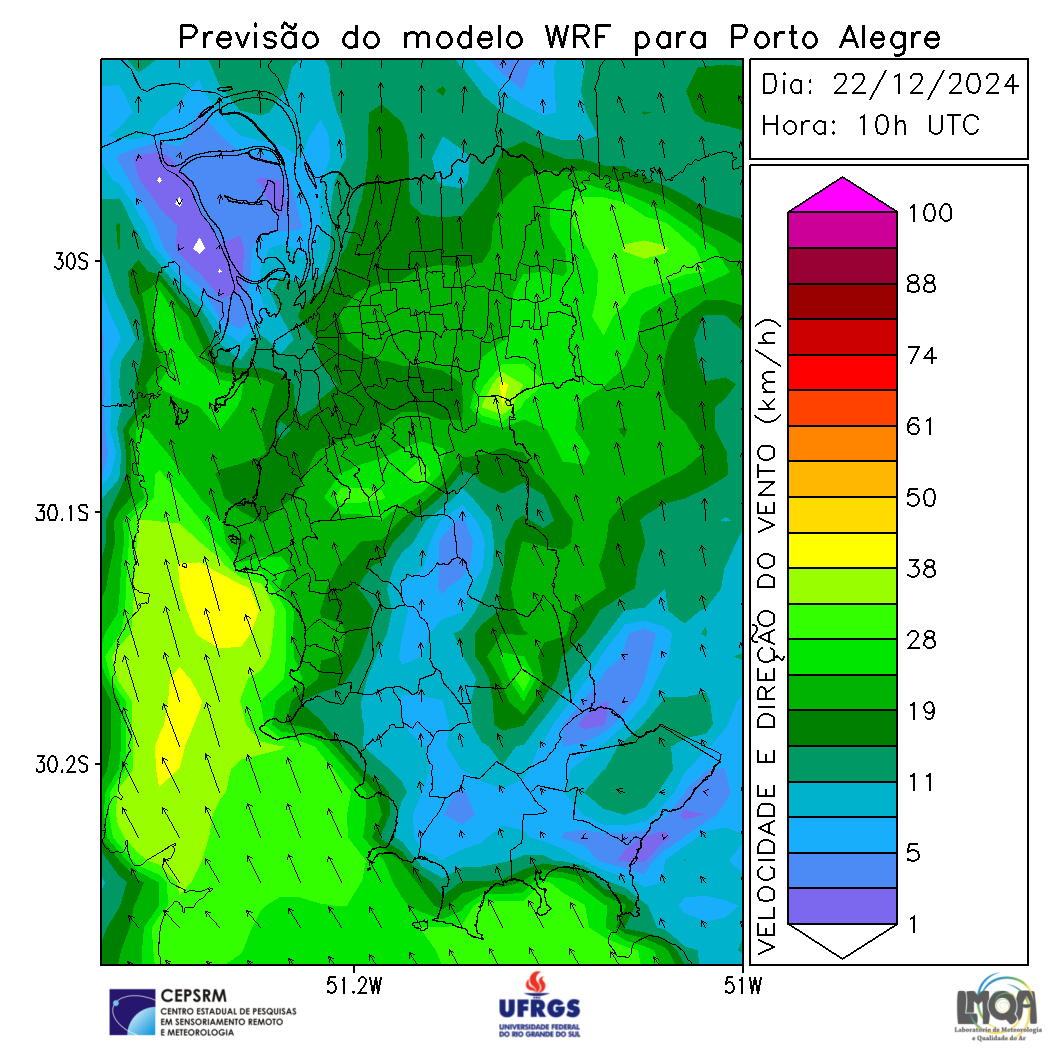 Previsão do modelo WRF para Porto Alegre
Dia: 22/12/2024
Hora: 10h UTC
30S
30.1S
30.2S
51.2W
51W
VELOCIDADE E DIREÇÃO DO VENTO (km/h)
100
88
74
61
50
38
28
19
11
5
1
CEPSRM
CENTRO ESTADUAL DE PESQUISAS
EM SENSORIAMENTO REMOTO
E METEOROLOGIA
UFRGS
UNIVERSIDADE FEDERAL
DO RIO GRANDE DO SUL
LMQA
Laboratório de Meteorologia
e Qualidade do Ar